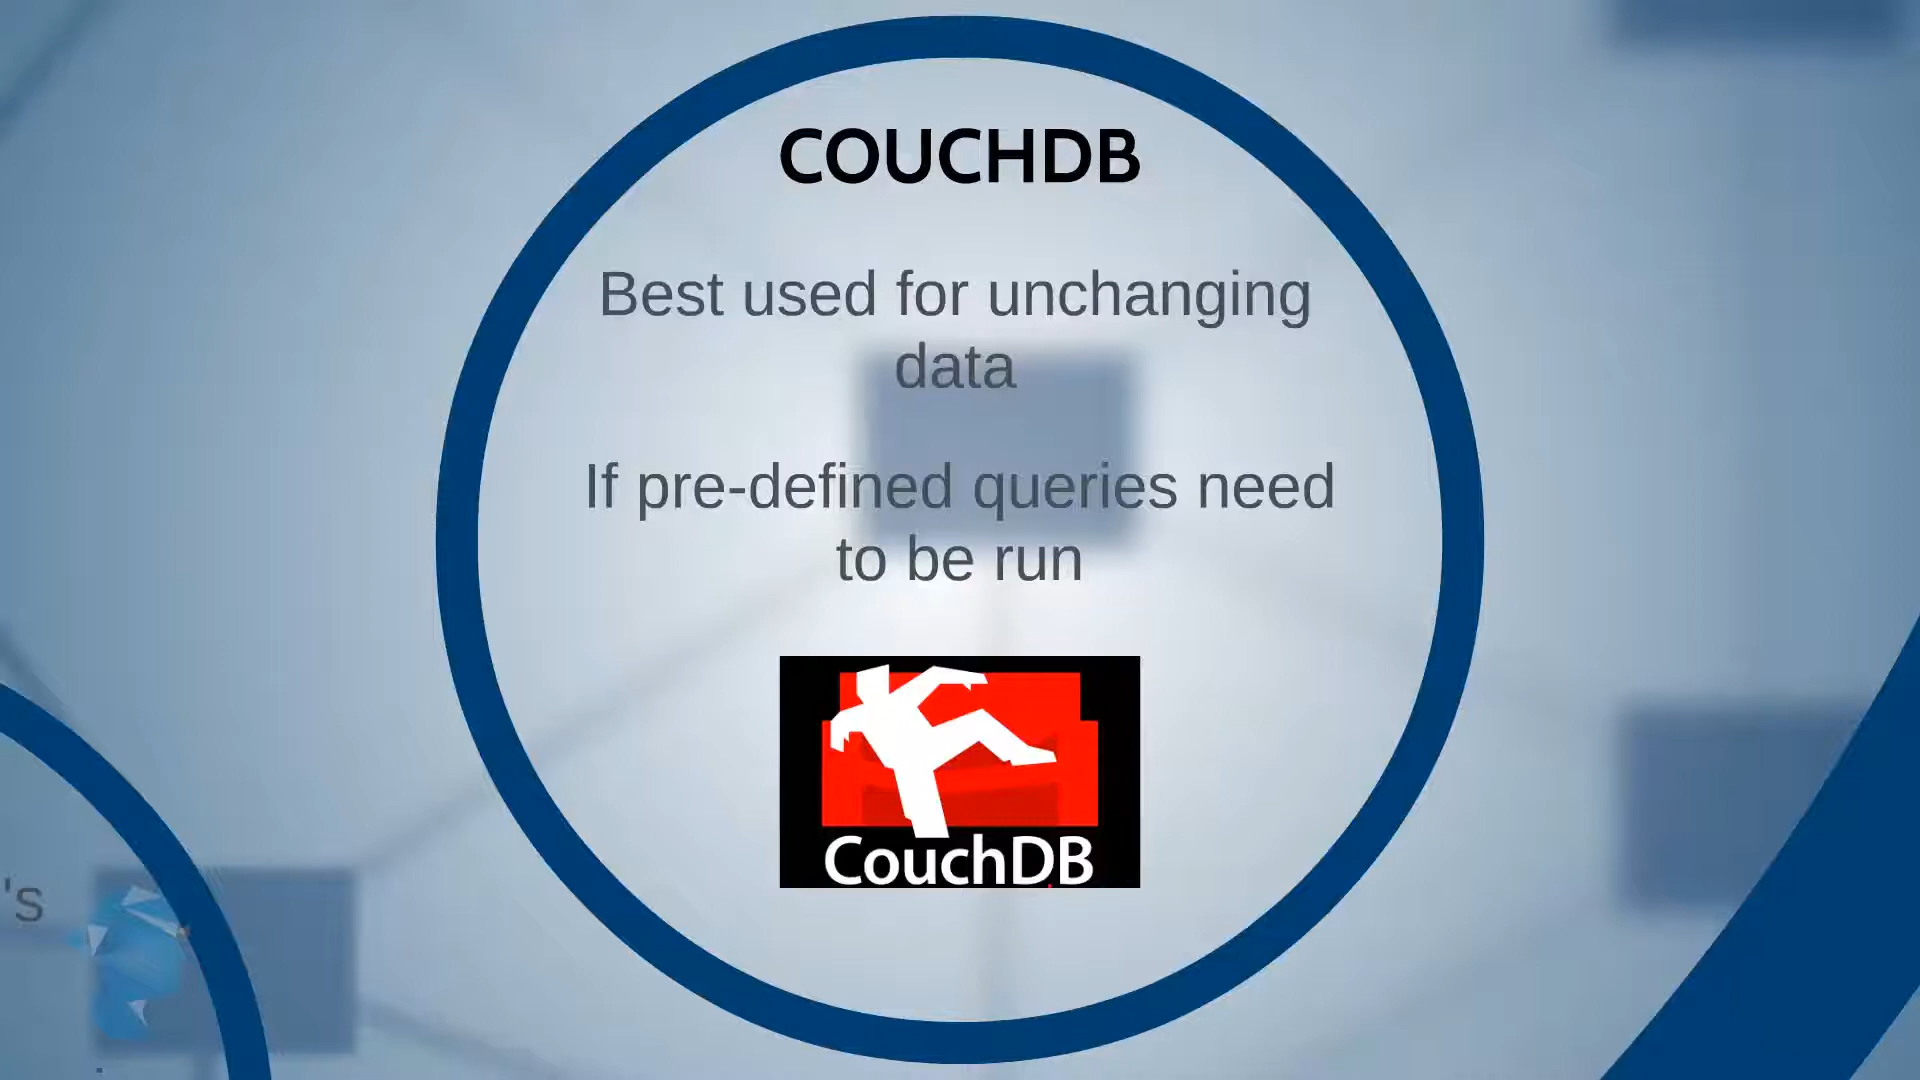 COUCHDB
Best used for unchanging
data
If pre-defined queries need
to be run
CouchDB
's